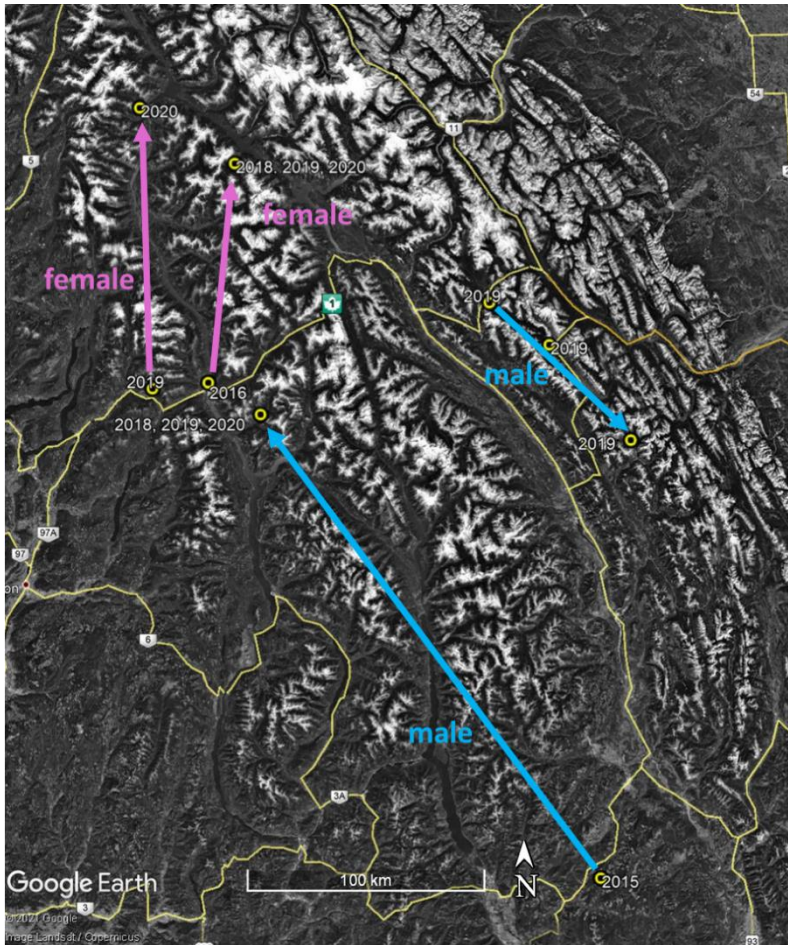 54
2020
11
5
2018. 2019, 2020
female
female
1
2019
2019
male
2019
2016
2018, 2019, 2020
2019
97A
97
on
6
male
3A
N
100 km
2015
Google Earth
©2021 Google
3
Image Landsat / Copernicus
93